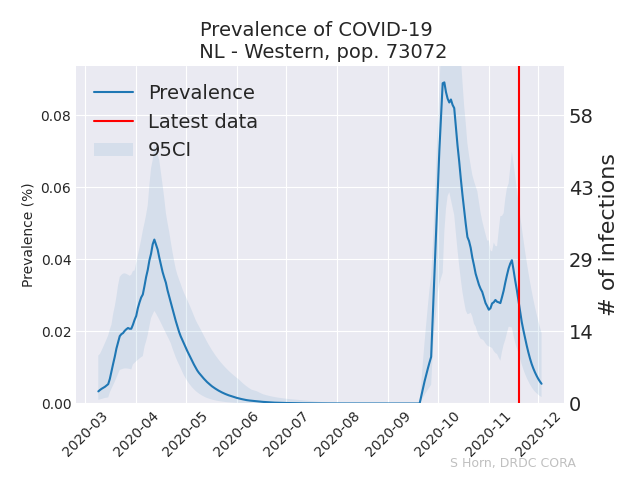 Prevalence of COVID-19
NL - Western, pop. 73072
Prevalence
Latest data
95CI
Prevalence (%)
0.08
0.06
0.04
0.02
0.00
58
43
29
14
0
# of infections
2020-03
2020-04
2020-05
2020-06
2020-07
2020-08
2020-09
2020-10
2020-11
2020-12
S Horn, DRDC CORA